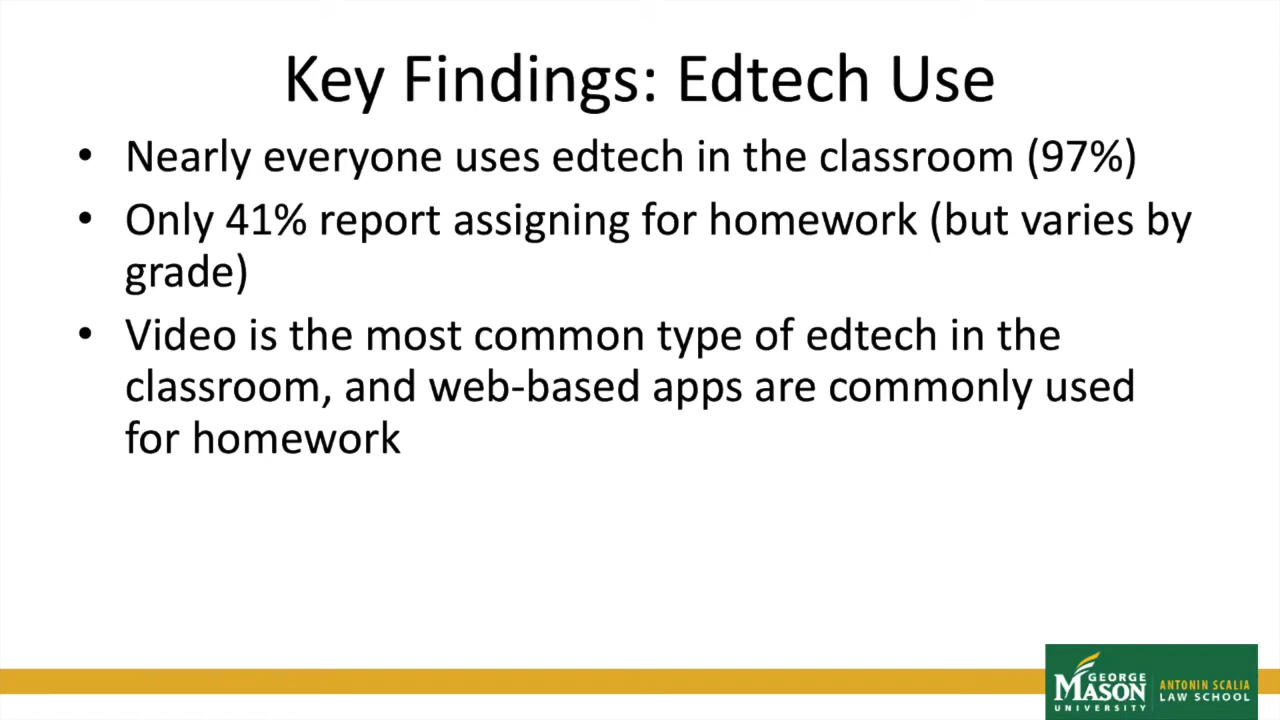 Key Findings: Edtech Use
• Nearly everyone uses edtech in the classroom (97%)
• Only 41% report assigning for homework (but varies by
grade)
• Video is the most common type of edtech in the
classroom, and web-based apps are commonly used
for homework
GEORGE
MASON
UNIVERSITY
ANTONIN SCALIA
LAW SCHOOL